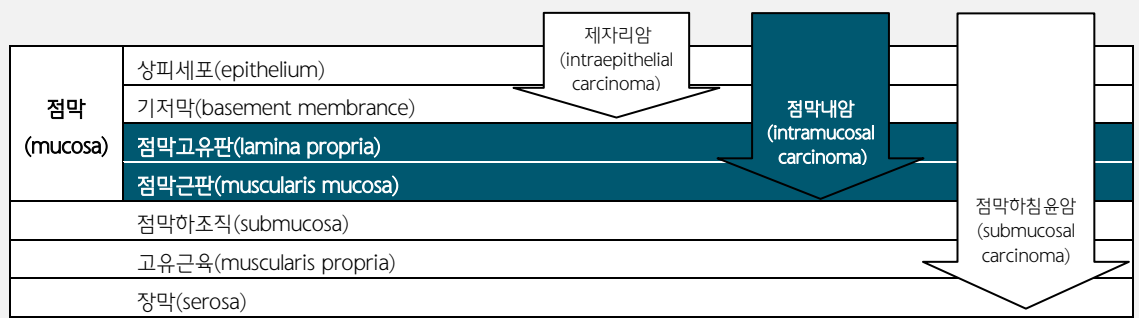 제자리암
(intraepithelial
carcinoma)
점막내암
(intramucosal
carcinoma)
점막하침윤암
(submucosal
carcinoma)
점막
(mucosa)
상피세포(epithelium)
기저막(basement membrance)
점막고유판(lamina propria)
점막근판(muscularis mucosa)
점막하조직(submucosa)
고유근육(muscularis propria)
장막(serosa)